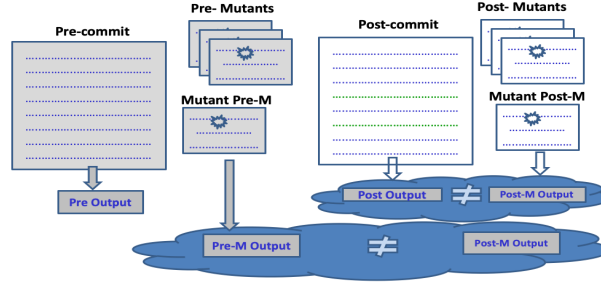 Pre-commit
Pre- Mutants
Post-commit
Post- Mutants
Mutant Pre-M
Mutant Post-M
Pre Output
Post Output
≠
Post-M Output
Pre-M Output
≠
Post-M Output